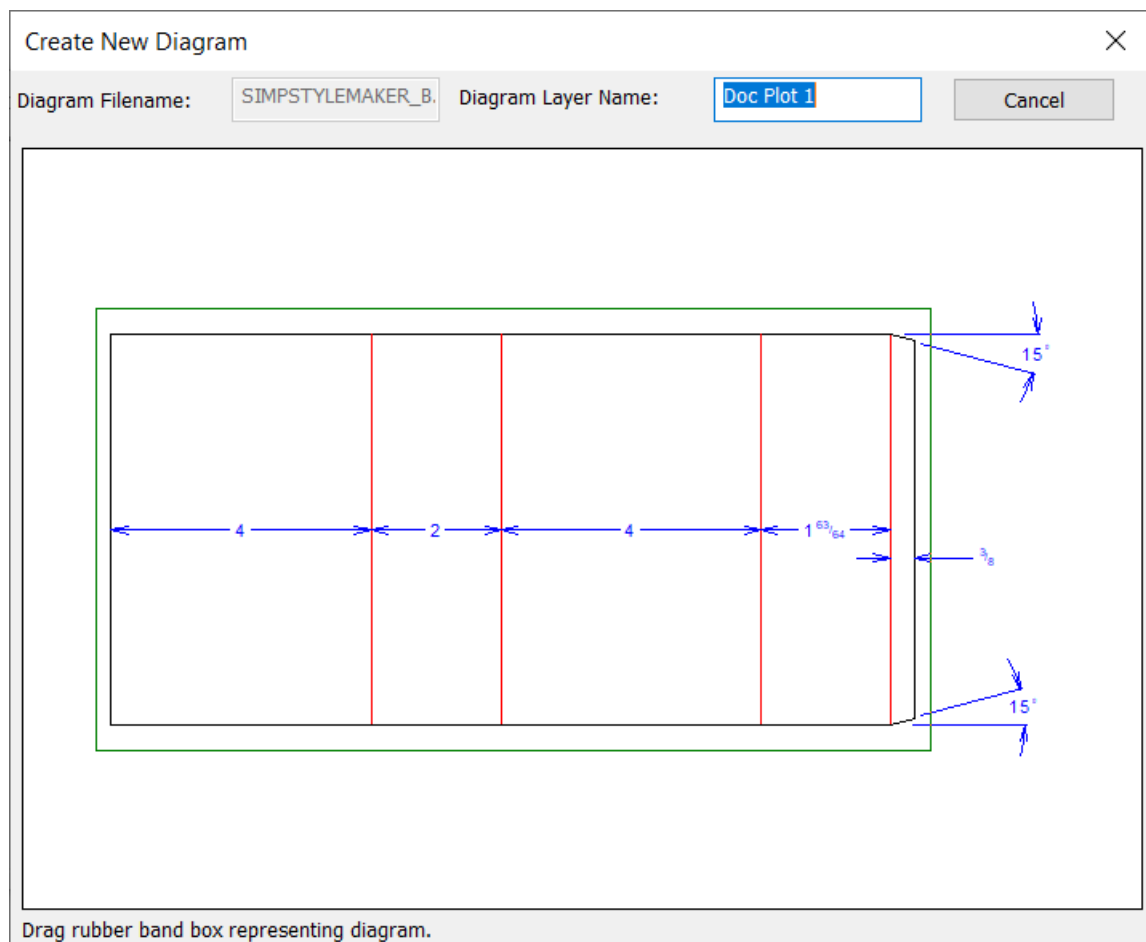 Create New Diagram
Diagram Filename: SIMPSTYLEMAKER_B. Diagram Layer Name: Doc Plot 1 Cancel
15°
4 2 4 1 63/64
3/8
15°
Drag rubber band box representing diagram.